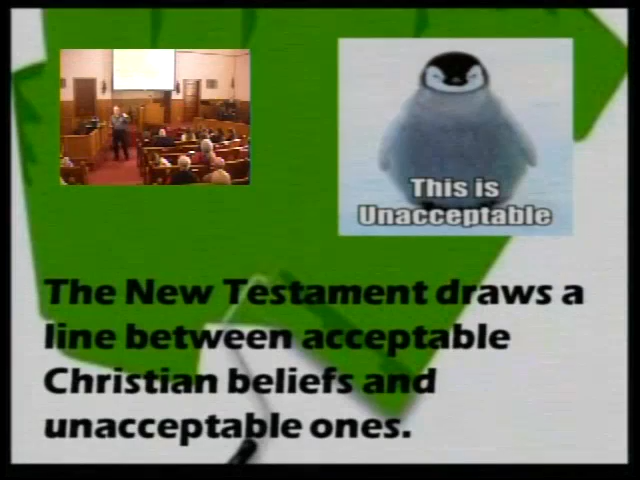 This is
Unacceptable
The New Testament draws a
line between acceptable
Christian beliefs and
unacceptable ones.